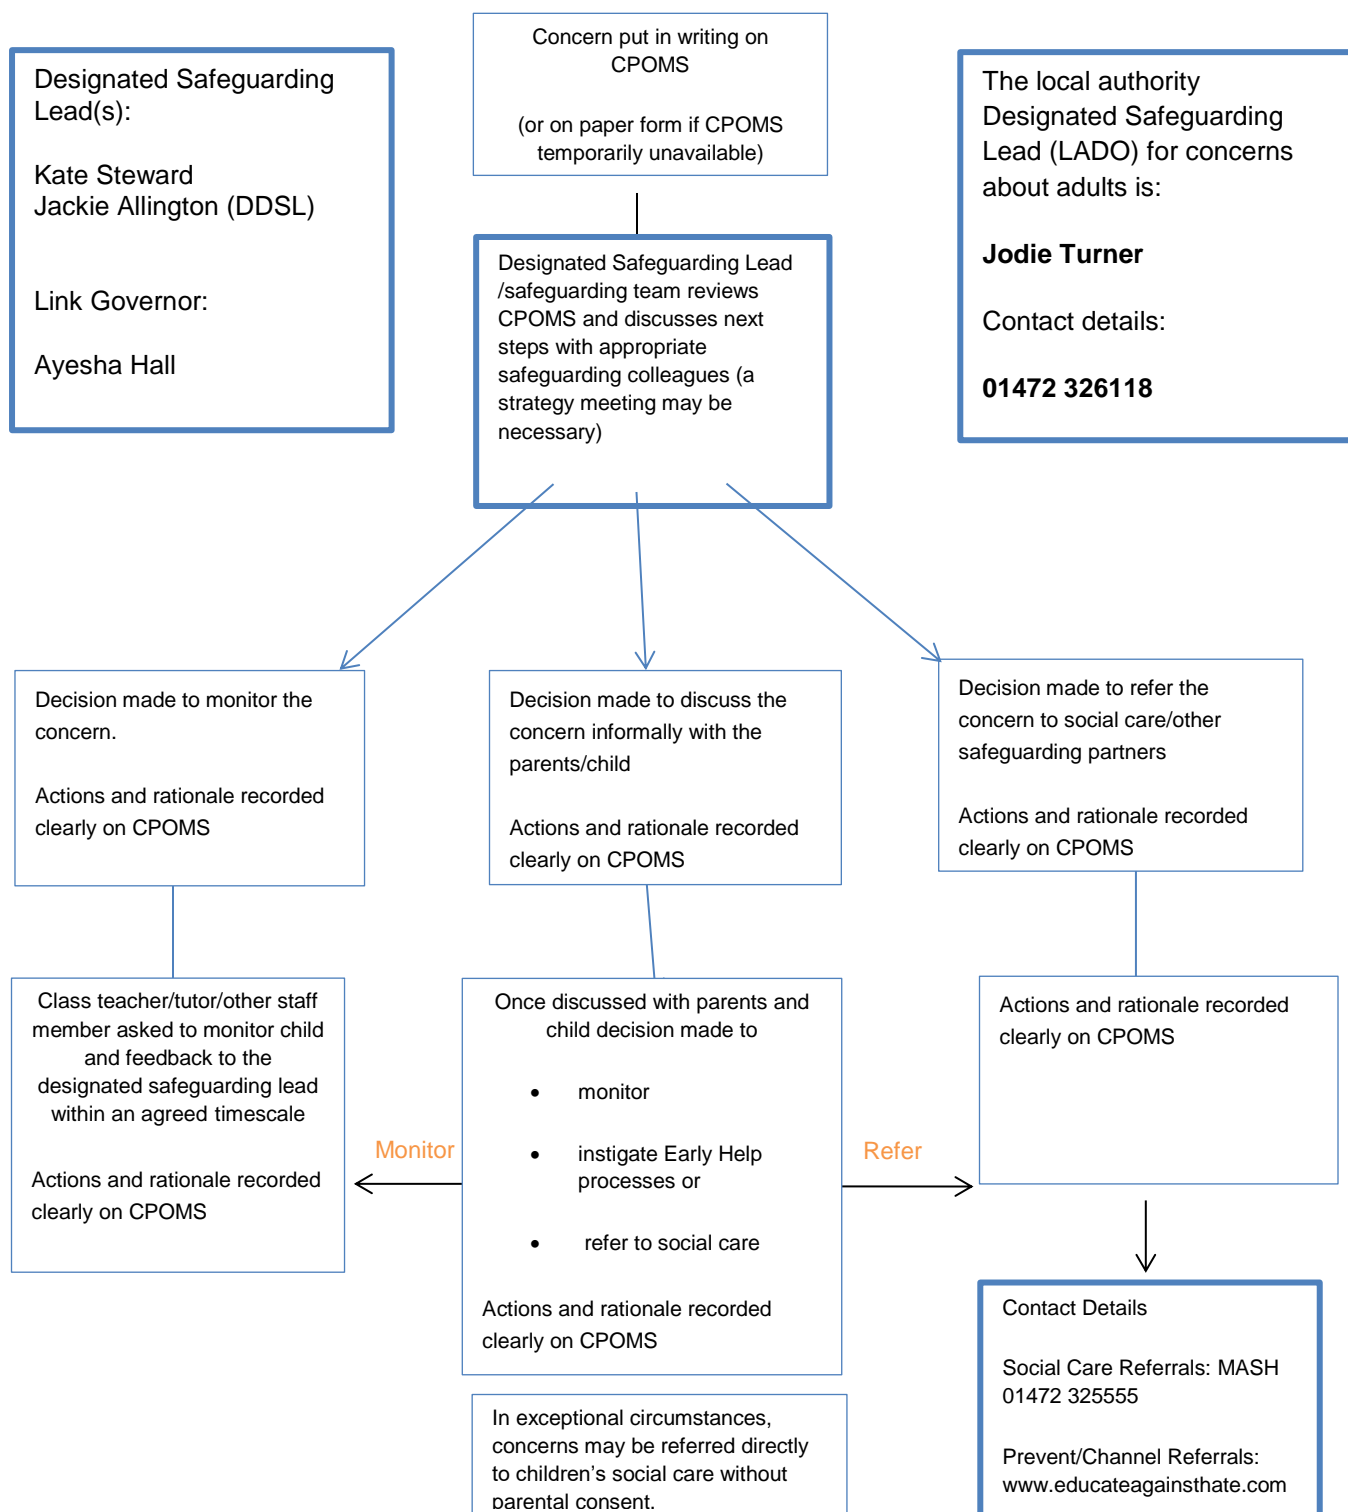 Concern put in writing on
CPOMS
(or on paper form if CPOMS
temporarily unavailable)
Designated Safeguarding
Lead(s):
Kate Steward
Jackie Allington (DDSL)
Link Governor:
Ayesha Hall
The local authority
Designated Safeguarding
Lead (LADO) for concerns
about adults is:
Jodie Turner
Contact details:
01472 326118
Designated Safeguarding Lead
/safeguarding team reviews
CPOMS and discusses next
steps with appropriate
safeguarding colleagues (a
strategy meeting may be
necessary)
Decision made to monitor the
concern.
Actions and rationale recorded
clearly on CPOMS
Decision made to discuss the
concern informally with the
parents/child
Actions and rationale recorded
clearly on CPOMS
Decision made to refer the
concern to social care/other
safeguarding partners
Actions and rationale recorded
clearly on CPOMS
Class teacher/tutor/other staff
member asked to monitor child
and feedback to the
designated safeguarding lead
within an agreed timescale
Actions and rationale recorded
clearly on CPOMS
Monitor
Once discussed with parents and
child decision made to
• monitor
• instigate Early Help
processes or
• refer to social care
Actions and rationale recorded
clearly on CPOMS
Refer
Actions and rationale recorded
clearly on CPOMS
In exceptional circumstances,
concerns may be referred directly
to children’s social care without
parental consent.
Contact Details
Social Care Referrals: MASH
01472 325555
Prevent/Channel Referrals:
www.educateagainsthate.com